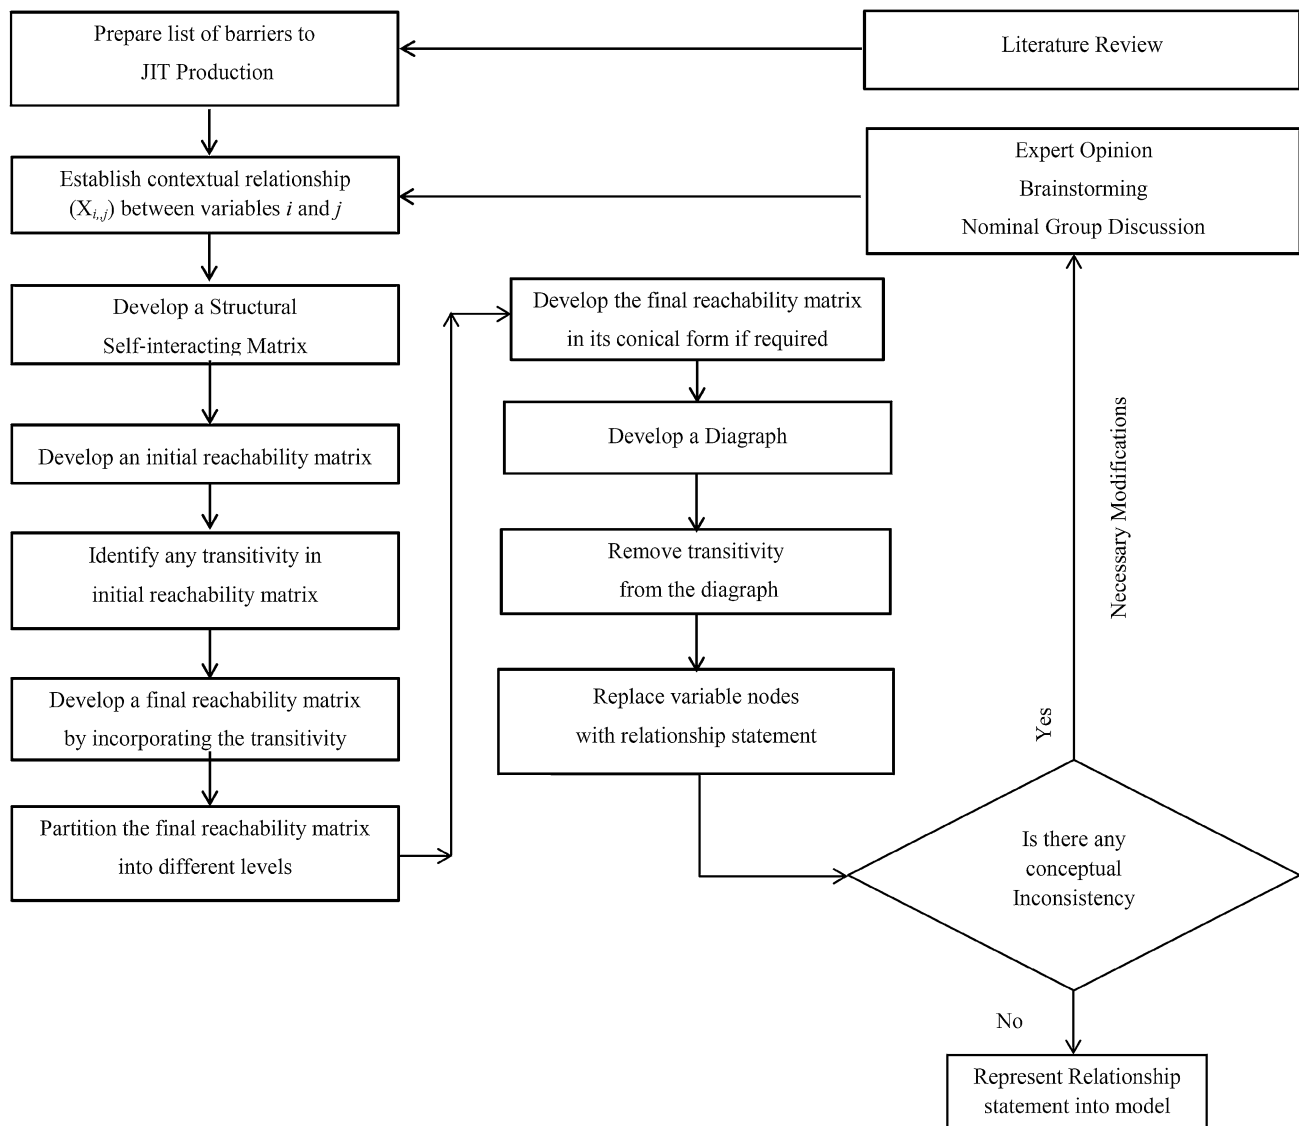 Prepare list of barriers to
JIT Production
Literature Review
Establish contextual relationship
(Xi,,j) between variables i and j
Expert Opinion
Brainstorming
Nominal Group Discussion
Develop a Structural
Self-interacting Matrix
Develop an initial reachability matrix
Identify any transitivity in
initial reachability matrix
Develop a final reachability matrix
by incorporating the transitivity
Partition the final reachability matrix
into different levels
Develop the final reachability matrix
in its conical form if required
Develop a Diagraph
Remove transitivity
from the diagraph
Replace variable nodes
with relationship statement
Is there any
conceptual
Inconsistency
Yes
Necessary Modifications
No
Represent Relationship
statement into model